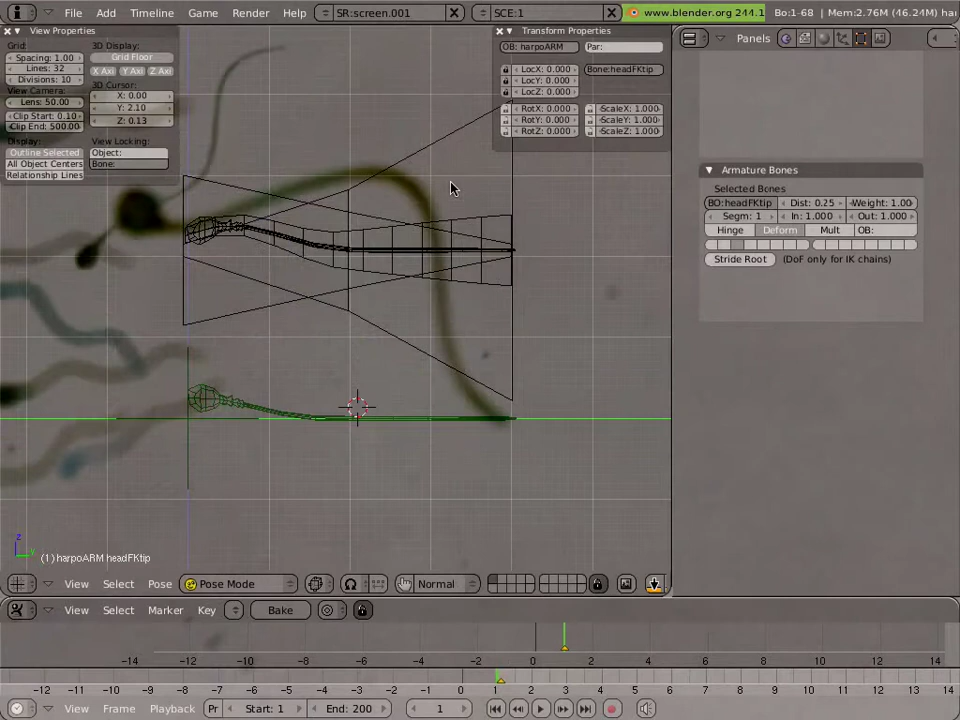 File Add Timeline Game Render Help SR:screen.001 SCE:1 www.blender.org 244.1 Bo:1-68 | Mem:2.76M (46.24M)
View Properties
Grid:
Spacing: 1.00
Lines: 32
Divisions: 10
View Camera:
Lens: 50.00
Clip Start: 0.10
Clip End: 500.00
Display:
Outline Selected
All Object Centers
Relationship Lines
3D Display:
Grid Floor
X Axi Y Axi Z Axi
3D Cursor:
X: 0.00
Y: 2.10
Z: 0.13
View Locking:
Object:
Bone:
Transform Properties
OB: harpoARM Par:
LocX: 0.000 Bone:headFKtip
LocY: 0.000
LocZ: 0.000
RotX: 0.000 ScaleX: 1.000
RotY: 0.000 ScaleY: 1.000
RotZ: 0.000 ScaleZ: 1.000
Panels
Armature Bones
Selected Bones
BO:headFKtip Dist: 0.25 Weight: 1.00
Segm: 1 In: 1.000 Out: 1.000
Hinge Deform Mult OB:
Stride Root (DoF only for IK chains)
z
y
(1) harpoARM headFKtip
View Select Pose Pose Mode Normal
View Select Marker Key Bake
-14 -12 -10 -8 -6 -4 -2 0 2 4 6 8 10 12 14
-12 -11 -10 -9 -8 -7 -6 -5 -4 -3 -2 -1 0 1 2 3 4 5 6 7 8 9 10 11 12 13 14
View Frame Playback Pr Start: 1 End: 200 1